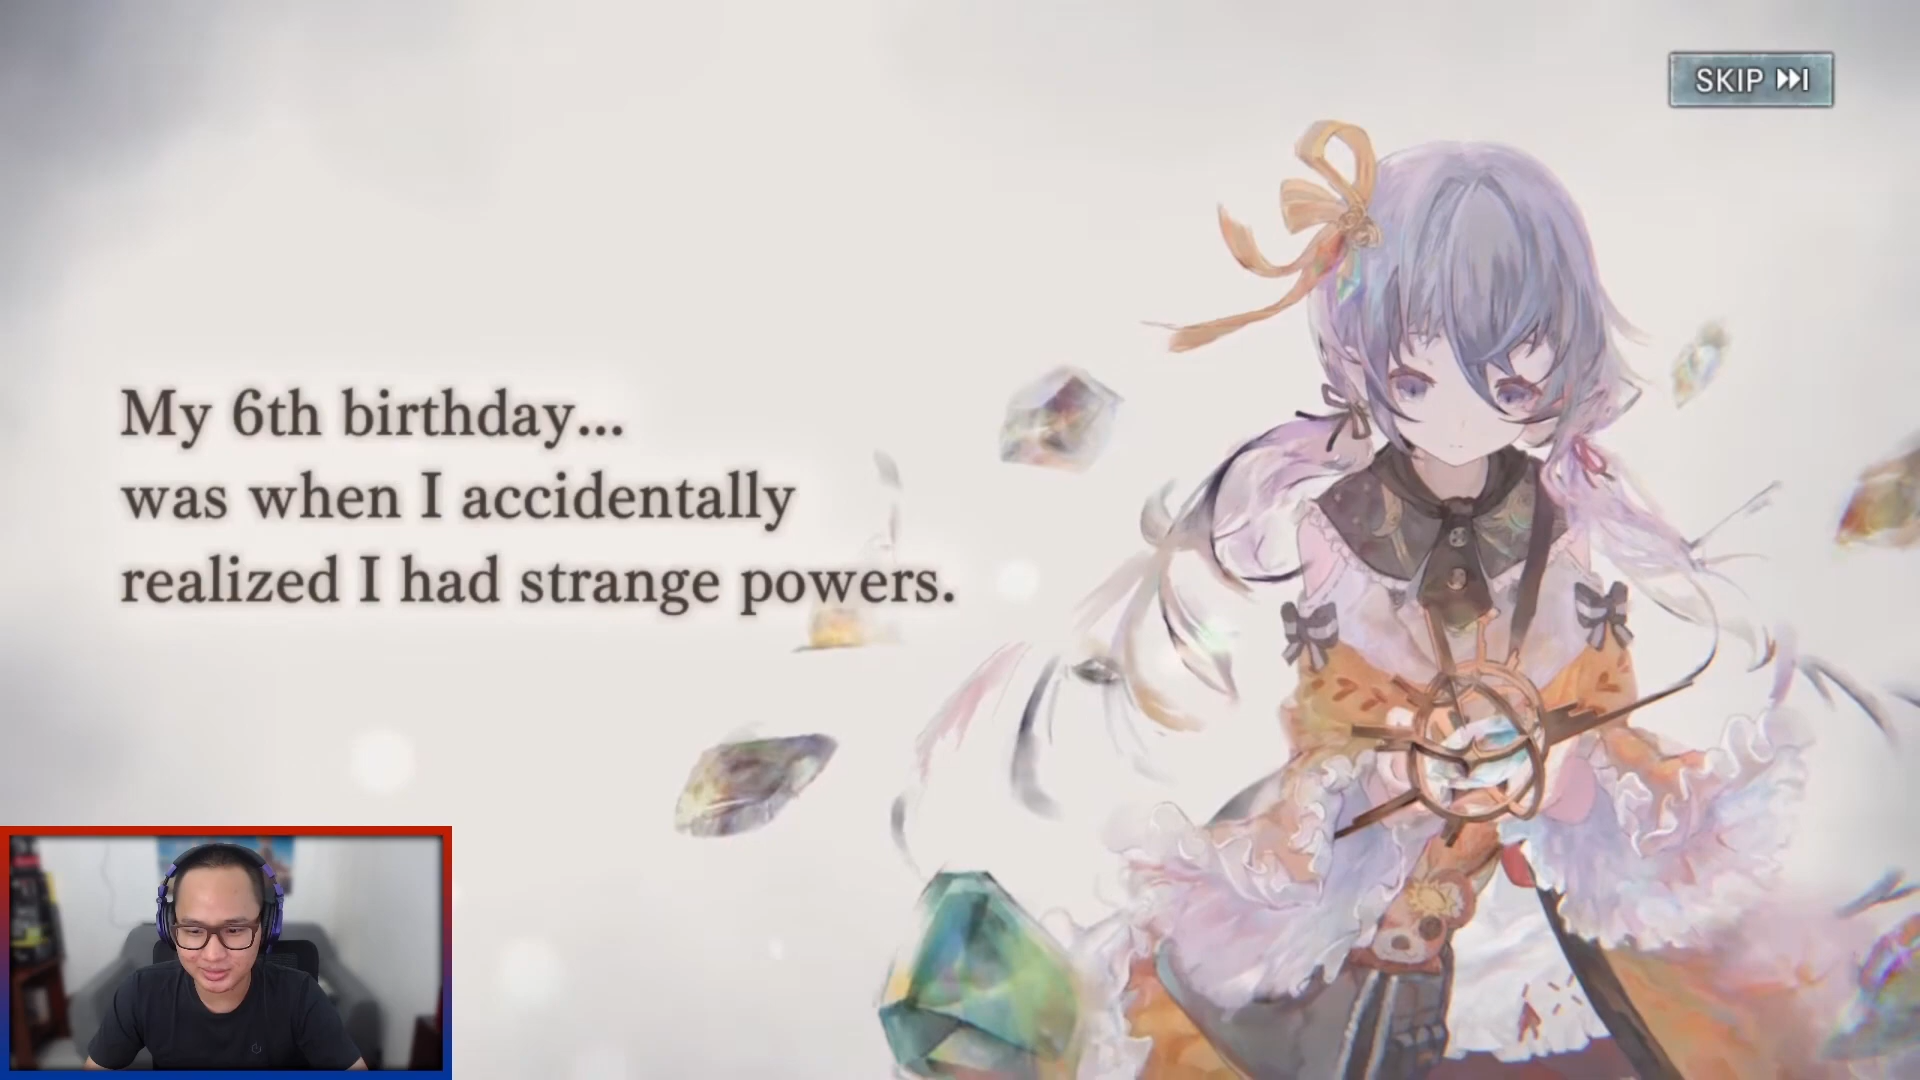 SKIP
My 6th birthday...
was when I accidentally
realized I had strange powers.